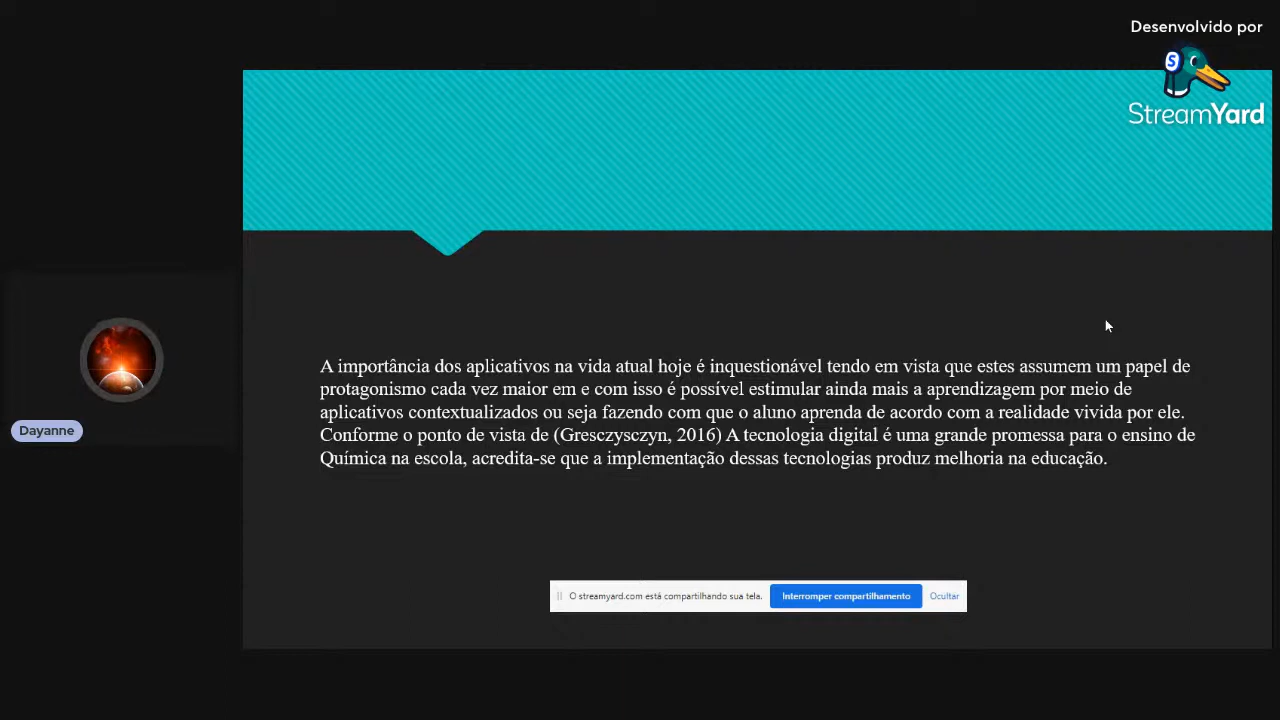 Desenvolvido por
S
StreamYard
A importância dos aplicativos na vida atual hoje é inquestionável tendo em vista que estes assumem um papel de
protagonismo cada vez maior em e com isso é possível estimular ainda mais a aprendizagem por meio de
aplicativos contextualizados ou seja fazendo com que o aluno aprenda de acordo com a realidade vivida por ele.
Conforme o ponto de vista de (Gresczysczyn, 2016) A tecnologia digital é uma grande promessa para o ensino de
Química na escola, acredita-se que a implementação dessas tecnologias produz melhoria na educação.
Dayanne
O streamyard.com está compartilhando sua tela. Interromper compartilhamento Ocultar